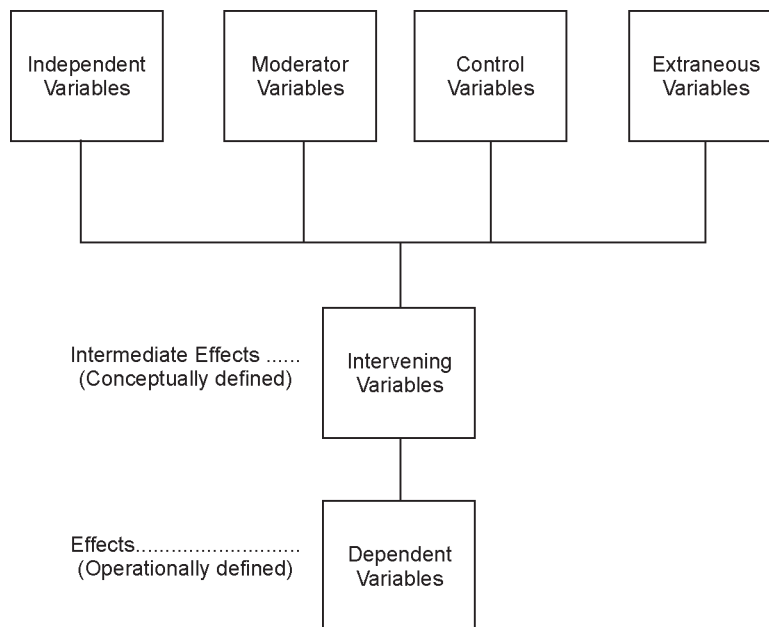 Independent
Variables
Moderator
Variables
Control
Variables
Extraneous
Variables
Intermediate Effects ......
(Conceptually defined)
Intervening
Variables
Effects............................
(Operationally defined)
Dependent
Variables